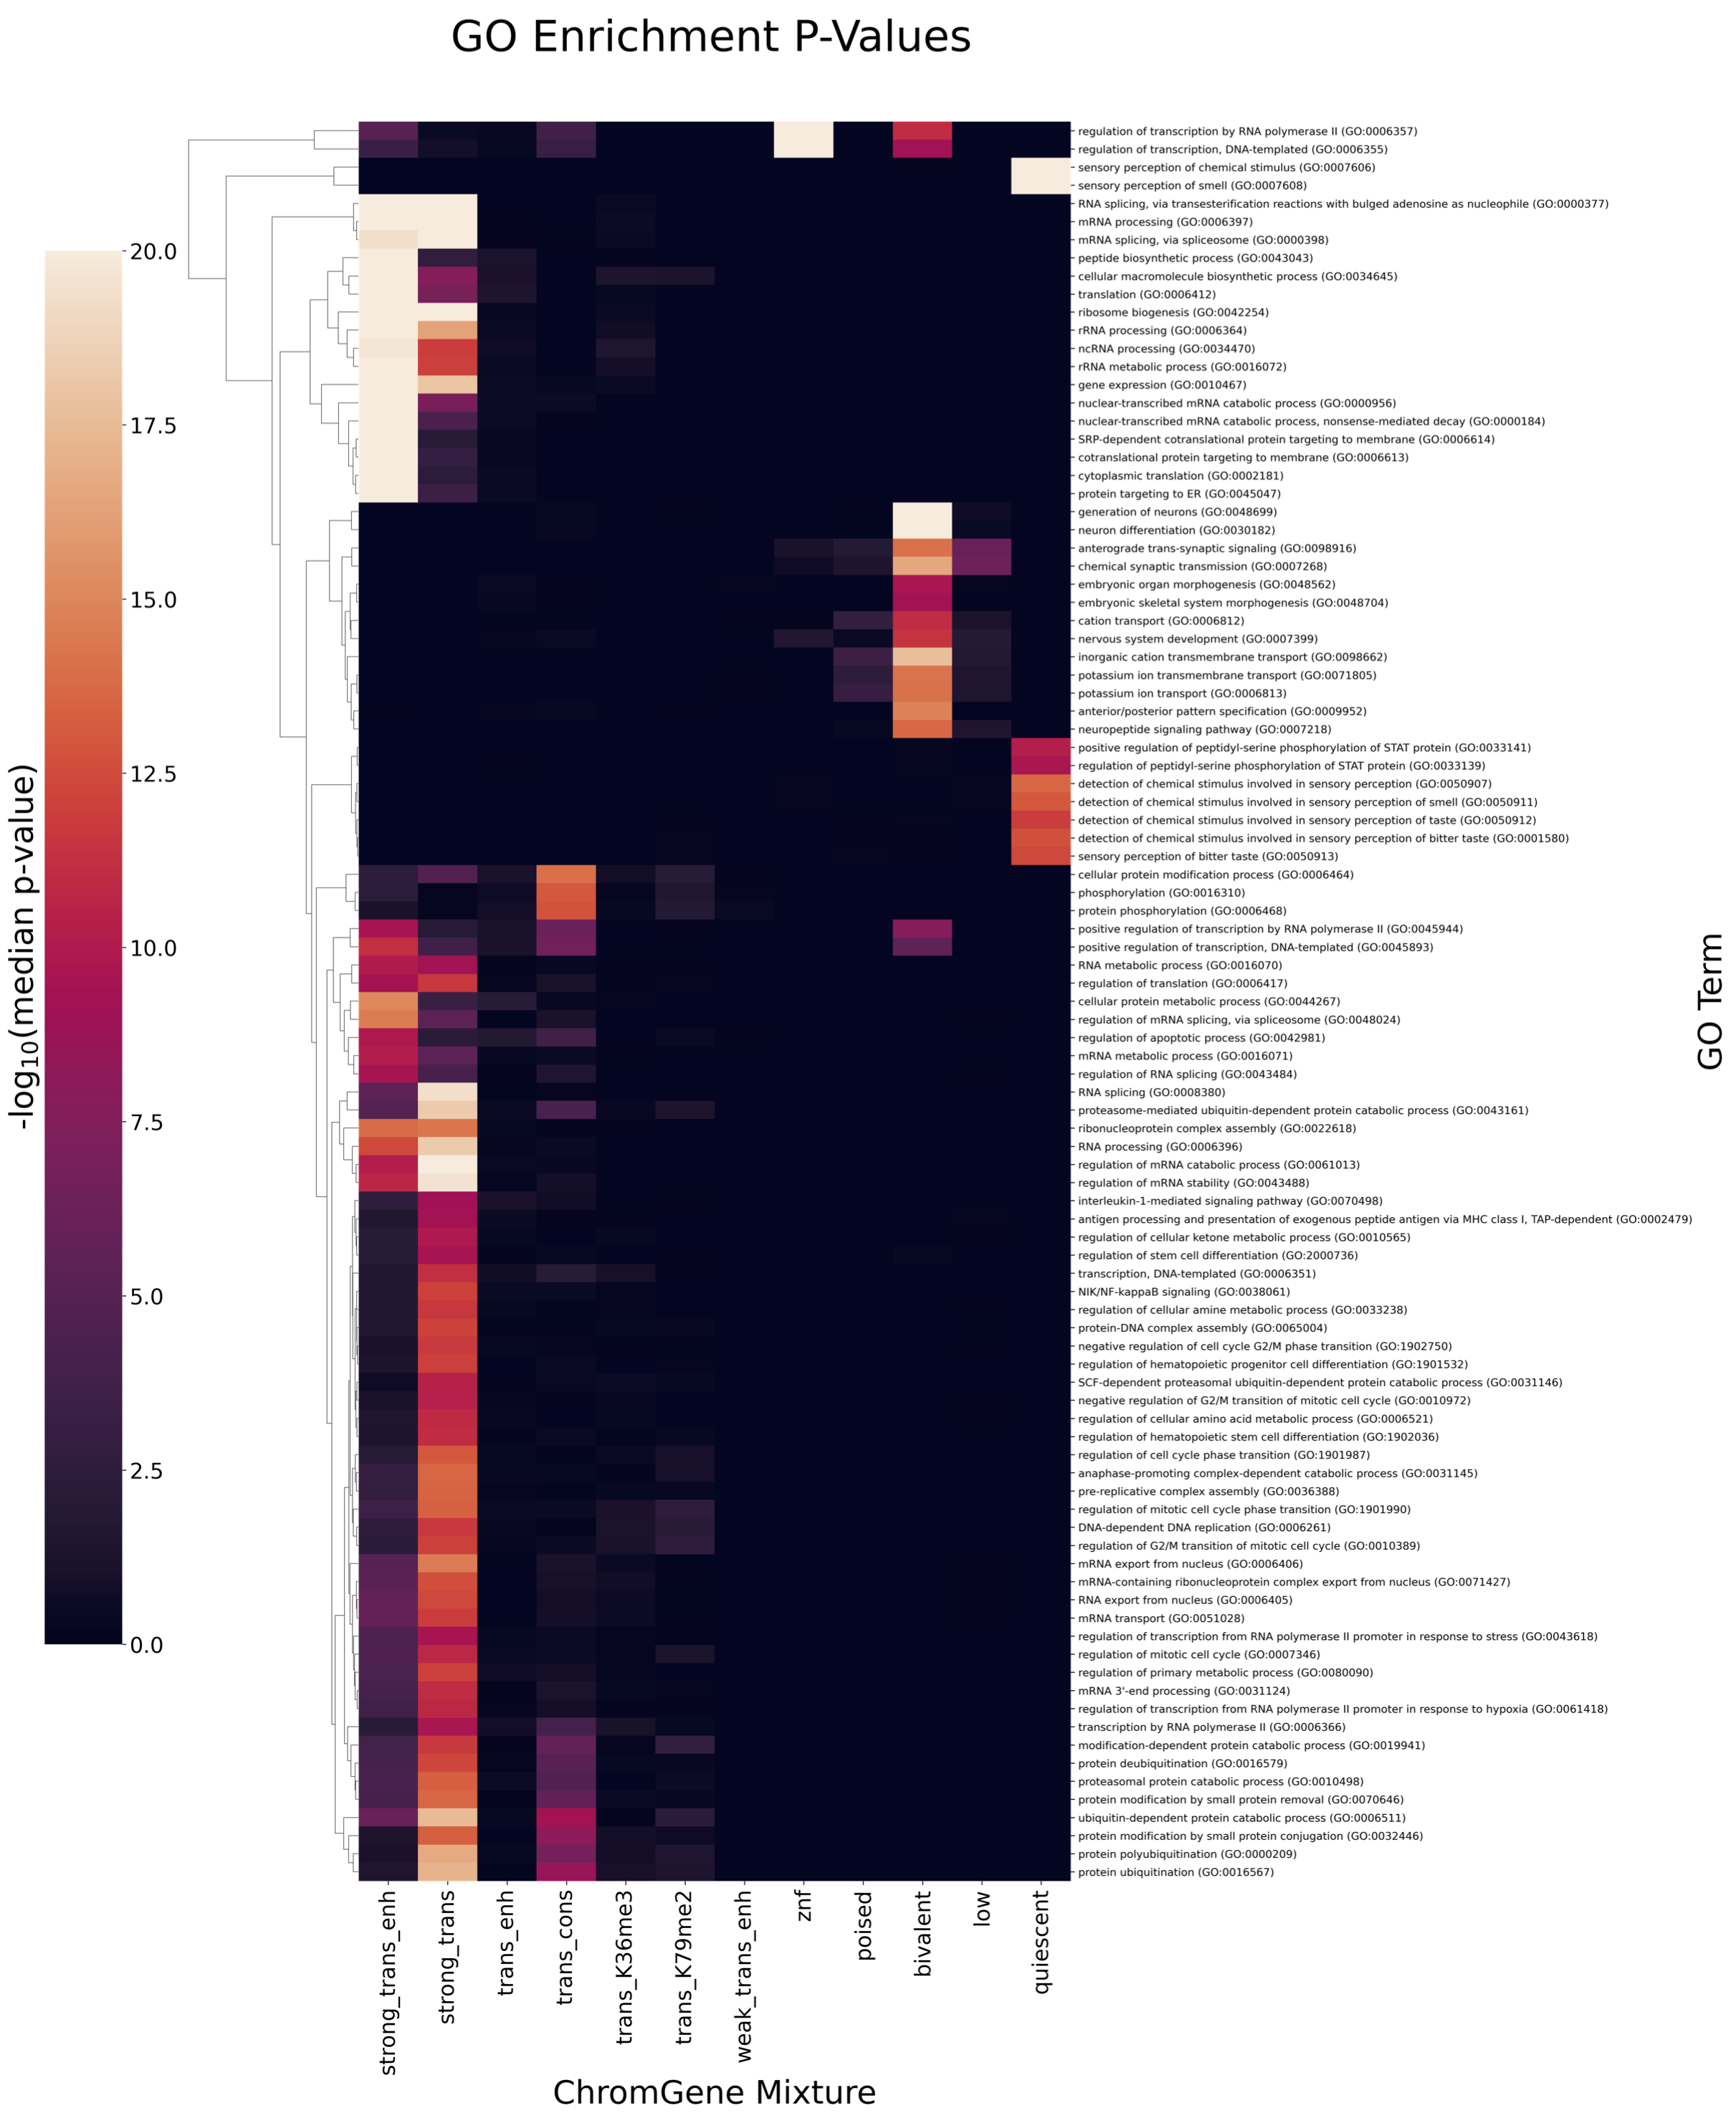 GO Enrichment P-Values
regulation of transcription by RNA polymerase II (GO:0006357)
regulation of transcription, DNA-templated (GO:0006355)
sensory perception of chemical stimulus (GO:0007606)
sensory perception of smell (GO:0007608)
RNA splicing, via transesterification reactions with bulged adenosine as nucleophile (GO:0000377)
mRNA processing (GO:0006397)
mRNA splicing, via spliceosome (GO:0000398)
peptide biosynthetic process (GO:0043043)
cellular macromolecule biosynthetic process (GO:0034645)
translation (GO:0006412)
ribosome biogenesis (GO:0042254)
rRNA processing (GO:0006364)
ncRNA processing (GO:0034470)
rRNA metabolic process (GO:0016072)
gene expression (GO:0010467)
nuclear-transcribed mRNA catabolic process (GO:0000956)
nuclear-transcribed mRNA catabolic process, nonsense-mediated decay (GO:0000184)
SRP-dependent cotranslational protein targeting to membrane (GO:0006614)
cotranslational protein targeting to membrane (GO:0006613)
cytoplasmic translation (GO:0002181)
protein targeting to ER (GO:0045047)
generation of neurons (GO:0048699)
neuron differentiation (GO:0030182)
anterograde trans-synaptic signaling (GO:0098916)
chemical synaptic transmission (GO:0007268)
embryonic organ morphogenesis (GO:0048562)
embryonic skeletal system morphogenesis (GO:0048704)
cation transport (GO:0006812)
nervous system development (GO:0007399)
inorganic cation transmembrane transport (GO:0098662)
potassium ion transmembrane transport (GO:0071805)
potassium ion transport (GO:0006813)
anterior/posterior pattern specification (GO:0009952)
neuropeptide signaling pathway (GO:0007218)
positive regulation of peptidyl-serine phosphorylation of STAT protein (GO:0033141)
regulation of peptidyl-serine phosphorylation of STAT protein (GO:0033139)
detection of chemical stimulus involved in sensory perception (GO:0050907)
detection of chemical stimulus involved in sensory perception of smell (GO:0050911)
detection of chemical stimulus involved in sensory perception of taste (GO:0050912)
detection of chemical stimulus involved in sensory perception of bitter taste (GO:0001580)
sensory perception of bitter taste (GO:0050913)
cellular protein modification process (GO:0006464)
phosphorylation (GO:0016310)
protein phosphorylation (GO:0006468)
positive regulation of transcription by RNA polymerase II (GO:0045944)
positive regulation of transcription, DNA-templated (GO:0045893)
RNA metabolic process (GO:0016070)
regulation of translation (GO:0006417)
cellular protein metabolic process (GO:0044267)
regulation of mRNA splicing, via spliceosome (GO:0048024)
regulation of apoptotic process (GO:0042981)
mRNA metabolic process (GO:0016071)
regulation of RNA splicing (GO:0043484)
RNA splicing (GO:0008380)
proteasome-mediated ubiquitin-dependent protein catabolic process (GO:0043161)
ribonucleoprotein complex assembly (GO:0022618)
RNA processing (GO:0006396)
regulation of mRNA catabolic process (GO:0061013)
regulation of mRNA stability (GO:0043488)
interleukin-1-mediated signaling pathway (GO:0070498)
antigen processing and presentation of exogenous peptide antigen via MHC class I, TAP-dependent (GO:0002479)
regulation of cellular ketone metabolic process (GO:0010565)
regulation of stem cell differentiation (GO:2000736)
transcription, DNA-templated (GO:0006351)
NIK/NF-kappaB signaling (GO:0038061)
regulation of cellular amine metabolic process (GO:0033238)
protein-DNA complex assembly (GO:0065004)
negative regulation of cell cycle G2/M phase transition (GO:1902750)
regulation of hematopoietic progenitor cell differentiation (GO:1901532)
SCF-dependent proteasomal ubiquitin-dependent protein catabolic process (GO:0031146)
negative regulation of G2/M transition of mitotic cell cycle (GO:0010972)
regulation of cellular amino acid metabolic process (GO:0006521)
regulation of hematopoietic stem cell differentiation (GO:1902036)
regulation of cell cycle phase transition (GO:1901987)
anaphase-promoting complex-dependent catabolic process (GO:0031145)
pre-replicative complex assembly (GO:0036388)
regulation of mitotic cell cycle phase transition (GO:1901990)
DNA-dependent DNA replication (GO:0006261)
regulation of G2/M transition of mitotic cell cycle (GO:0010389)
mRNA export from nucleus (GO:0006406)
mRNA-containing ribonucleoprotein complex export from nucleus (GO:0071427)
RNA export from nucleus (GO:0006405)
mRNA transport (GO:0051028)
regulation of transcription from RNA polymerase II promoter in response to stress (GO:0043618)
regulation of mitotic cell cycle (GO:0007346)
regulation of primary metabolic process (GO:0080090)
mRNA 3'-end processing (GO:0031124)
regulation of transcription from RNA polymerase II promoter in response to hypoxia (GO:0061418)
transcription by RNA polymerase II (GO:0006366)
modification-dependent protein catabolic process (GO:0019941)
protein deubiquitination (GO:0016579)
proteasomal protein catabolic process (GO:0010498)
protein modification by small protein removal (GO:0070646)
ubiquitin-dependent protein catabolic process (GO:0006511)
protein modification by small protein conjugation (GO:0032446)
protein polyubiquitination (GO:0000209)
protein ubiquitination (GO:0016567)
20.0
17.5
15.0
12.5
10.0
7.5
5.0
2.5
0.0
-log10(median p-value)
GO Term
strong_trans_enh
strong_trans
trans_enh
trans_cons
trans_K36me3
trans_K79me2
weak_trans_enh
znf
poised
bivalent
low
quiescent
ChromGene Mixture